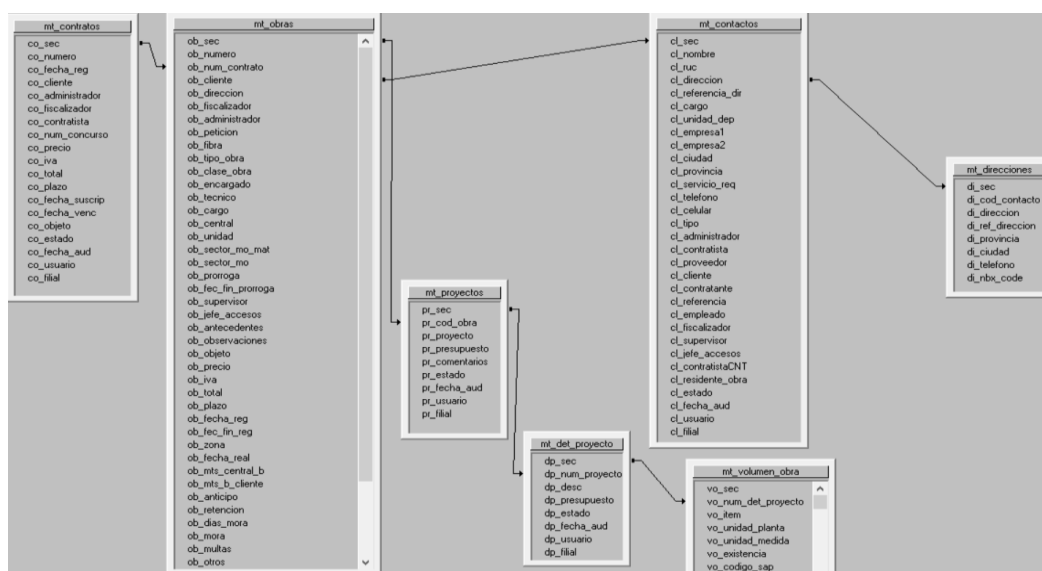 mt_contratos
co_sec
co_numero
co_fecha_reg
co_cliente
co_administrador
co_fiscalizador
co_contratista
co_num_concurso
co_precio
co_iva
co_total
co_plazo
co_fecha_suscrip
co_fecha_venc
co_objeto
co_estado
co_fecha_aud
co_usuario
co_filial
mt_obras
ob_sec
ob_numero
ob_num_contrato
ob_cliente
ob_direccion
ob_fiscalizador
ob_administrador
ob_peticion
ob_fibra
ob_tipo_obra
ob_clase_obra
ob_encargado
ob_tecnico
ob_cargo
ob_central
ob_unidad
ob_sector_mo_mat
ob_sector_mo
ob_prorroga
ob_fec_fin_prorroga
ob_supervisor
ob_jefe_accesos
ob_antecedentes
ob_observaciones
ob_objeto
ob_precio
ob_iva
ob_total
ob_plazo
ob_fecha_reg
ob_fec_fin_reg
ob_zona
ob_fecha_real
ob_mts_central_b
ob_mts_b_cliente
ob_anticipo
ob_retencion
ob_dias_mora
ob_mora
ob_multas
ob_otros
mt_proyectos
pr_sec
pr_cod_obra
pr_proyecto
pr_presupuesto
pr_comentarios
pr_estado
pr_fecha_aud
pr_usuario
pr_filial
mt_det_proyecto
dp_sec
dp_num_proyecto
dp_desc
dp_presupuesto
dp_estado
dp_fecha_aud
dp_usuario
dp_filial
mt_contactos
cl_sec
cl_nombre
cl_ruc
cl_direccion
cl_referencia_dir
cl_cargo
cl_unidad_dep
cl_empresa1
cl_empresa2
cl_ciudad
cl_provincia
cl_servicio_req
cl_telefono
cl_celular
cl_tipo
cl_administrador
cl_contratista
cl_proveedor
cl_cliente
cl_contratante
cl_referencia
cl_empleado
cl_fiscalizador
cl_supervisor
cl_jefe_accesos
cl_contratistaCNT
cl_residente_obra
cl_estado
cl_fecha_aud
cl_usuario
cl_filial
mt_volumen_obra
vo_sec
vo_num_det_proyecto
vo_item
vo_unidad_planta
vo_unidad_medida
vo_existencia
vo_codigo_sap
mt_direcciones
di_sec
di_cod_contacto
di_direccion
di_ref_direccion
di_provincia
di_ciudad
di_telefono
di_nbx_code